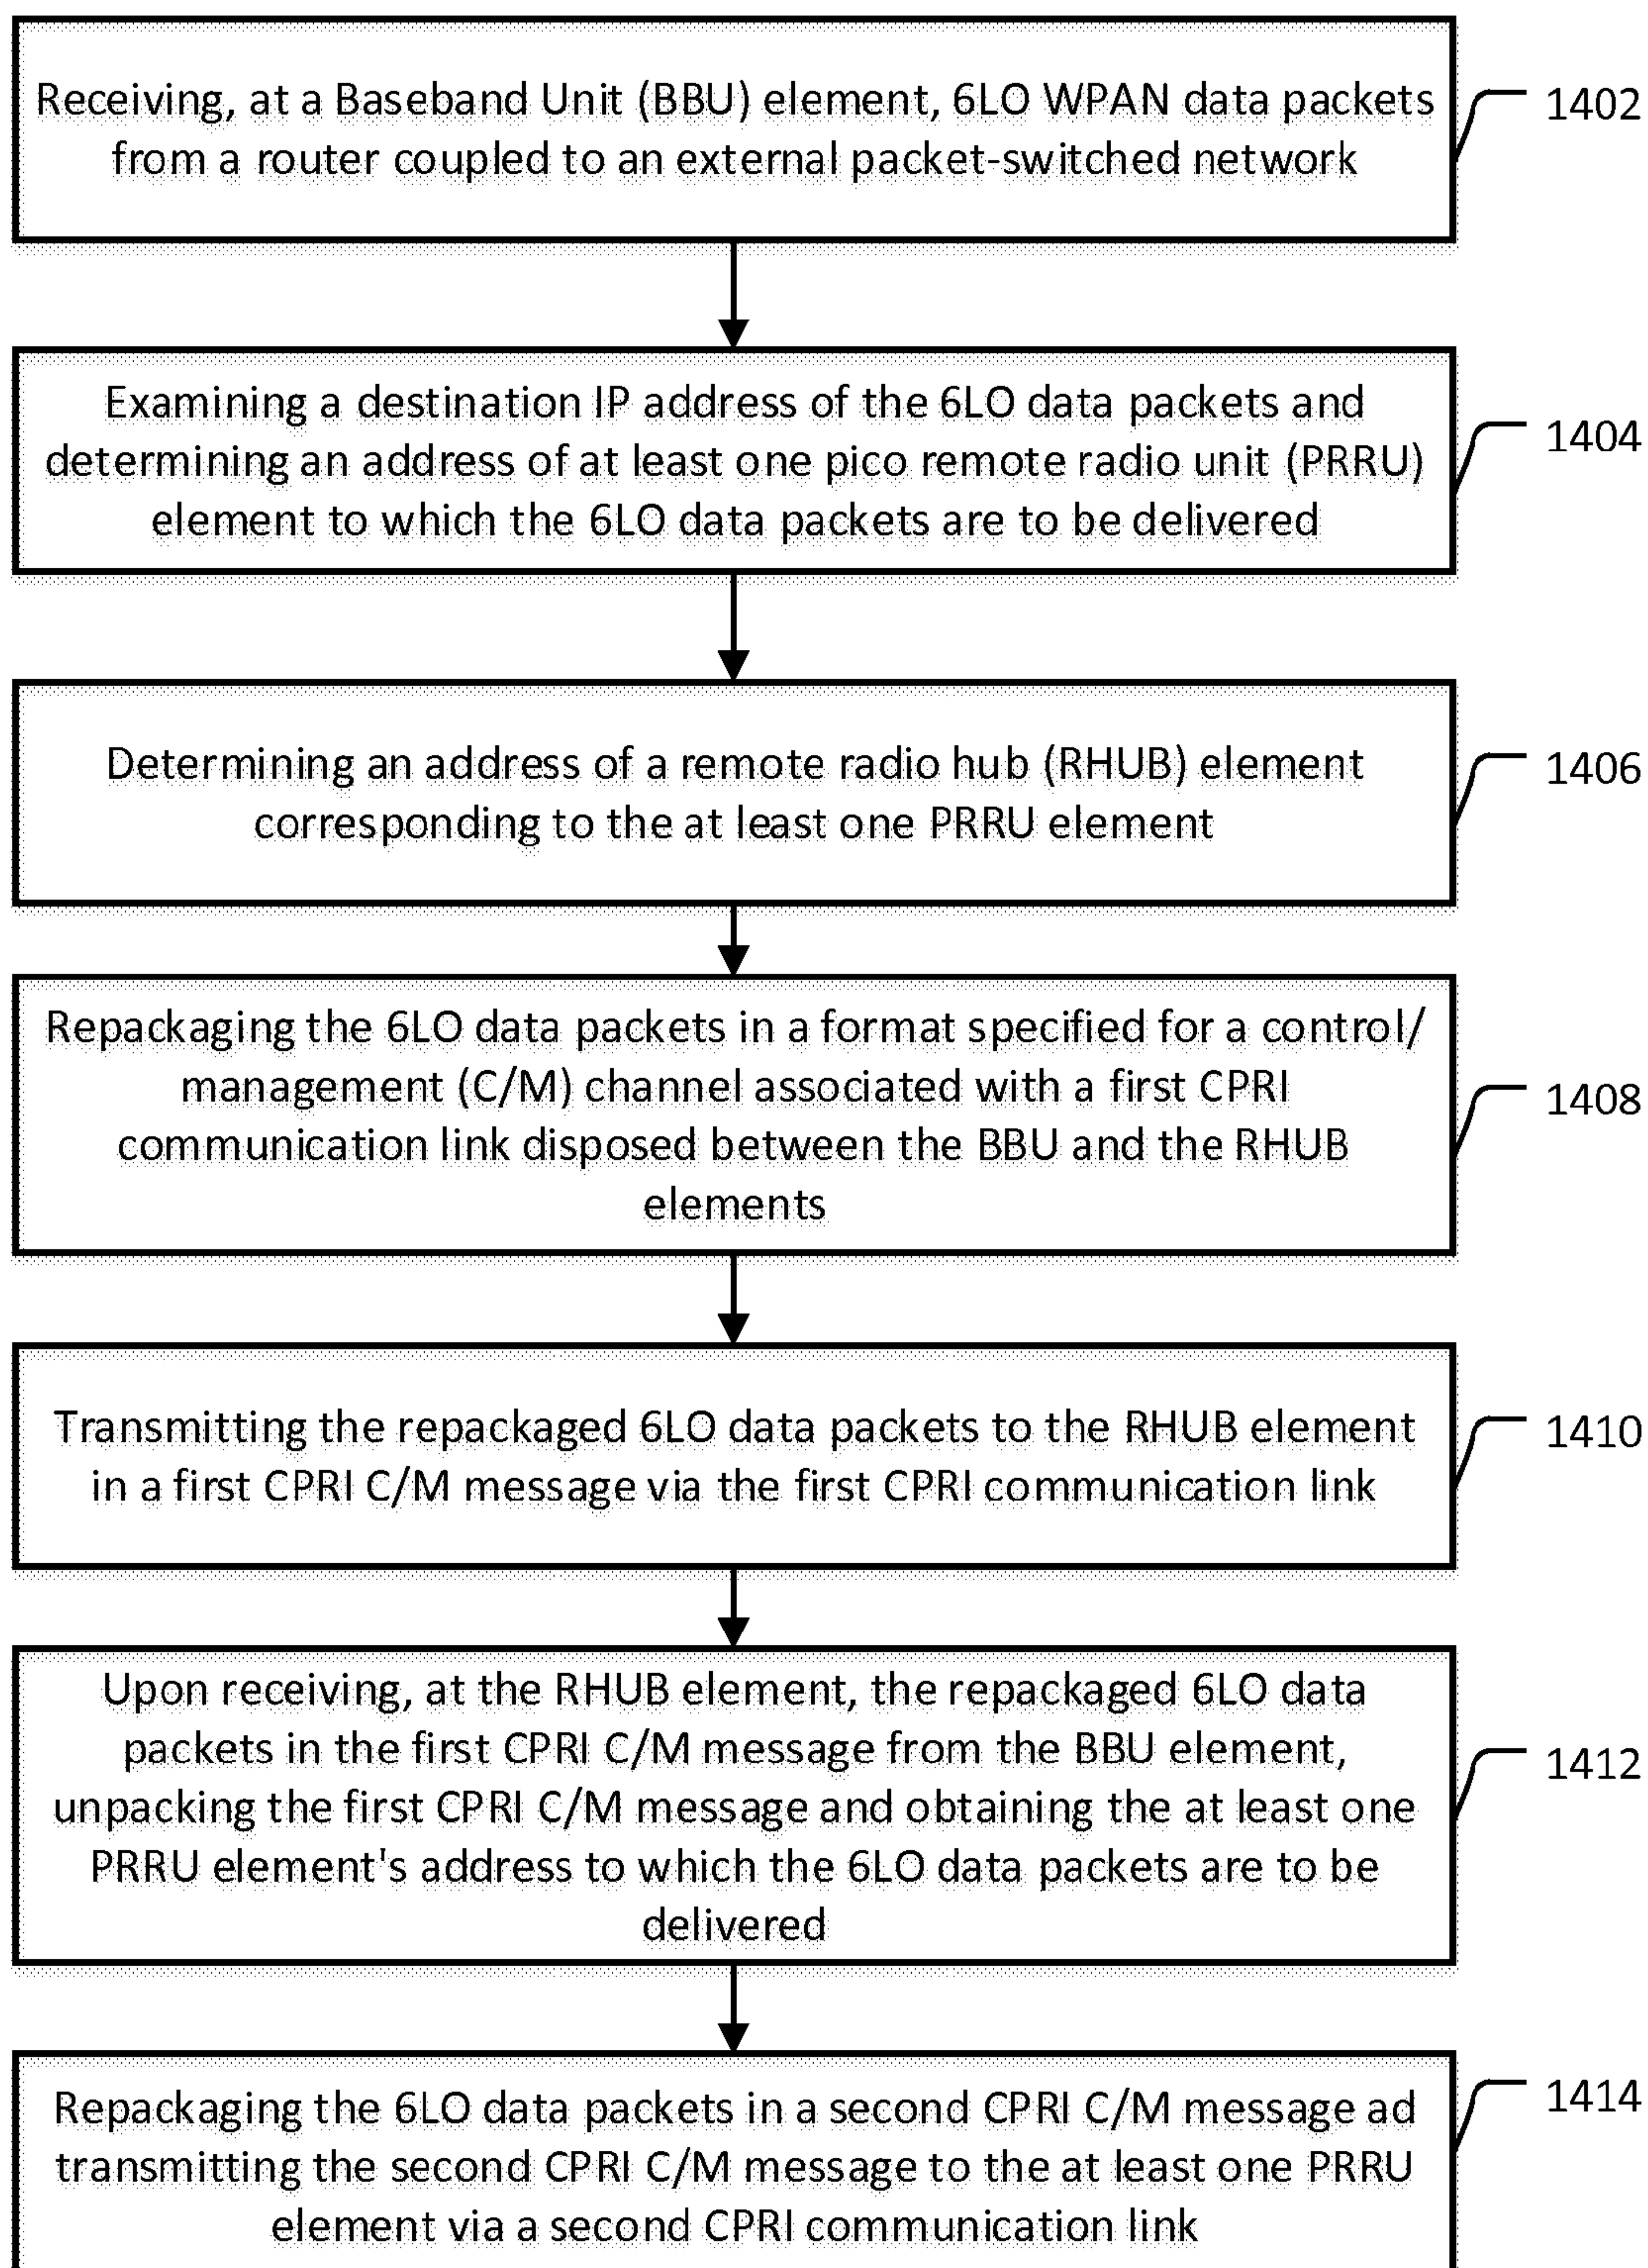 Receiving, at a Baseband Unit (BBU) element, 6LO WPAN data packets
from a router coupled to an external packet-switched network
1402
Examining a destination IP address of the 6LO data packets and
determining an address of at least one pico remote radio unit (PRRU)
element to which the 6LO data packets are to be delivered
1404
Determining an address of a remote radio hub (RHUB) element
corresponding to the at least one PRRU element
1406
Repackaging the 6LO data packets in a format specified for a control/
management (C/M) channel associated with a first CPRI
communication link disposed between the BBU and the RHUB
elements
1408
Transmitting the repackaged 6LO data packets to the RHUB element
in a first CPRI C/M message via the first CPRI communication link
1410
Upon receiving, at the RHUB element, the repackaged 6LO data
packets in the first CPRI C/M message from the BBU element,
unpacking the first CPRI C/M message and obtaining the at least one
PRRU element's address to which the 6LO data packets are to be
delivered
1412
Repackaging the 6LO data packets in a second CPRI C/M message ad
transmitting the second CPRI C/M message to the at least one PRRU
element via a second CPRI communication link
1414